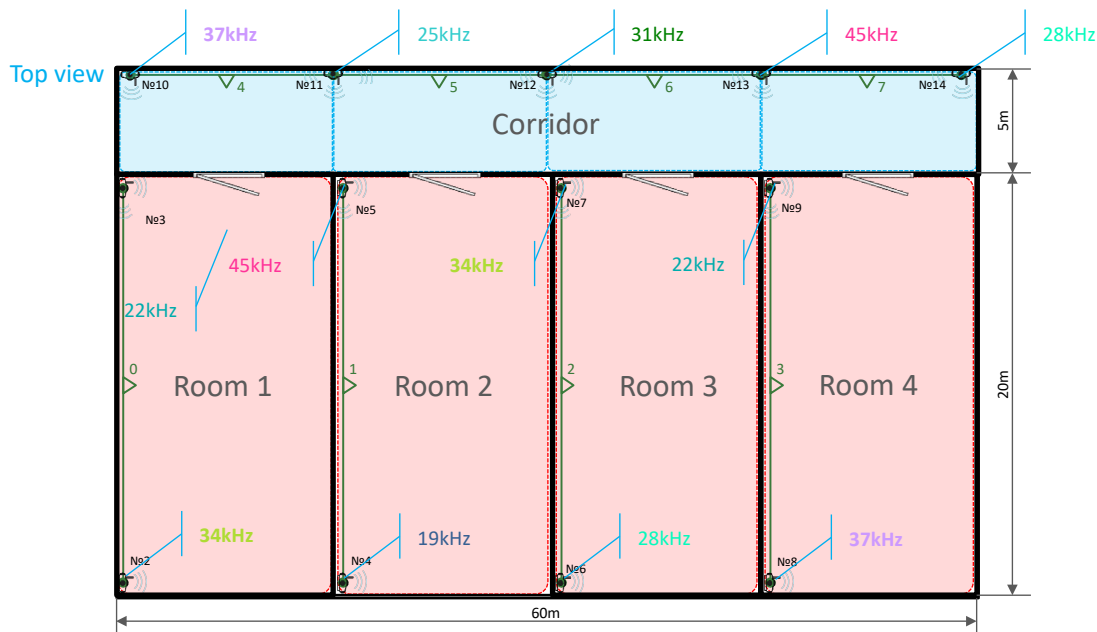 37kHz
25kHz
31kHz
45kHz
28kHz
Top view
№10
4
№11
5
№12
6
№13
7
№14
Corridor
5m
№3
№5
№7
№9
45kHz
34kHz
22kHz
22kHz
0
1
2
3
Room 1
Room 2
Room 3
Room 4
20m
34kHz
19kHz
28kHz
37kHz
№2
№4
№6
№8
60m